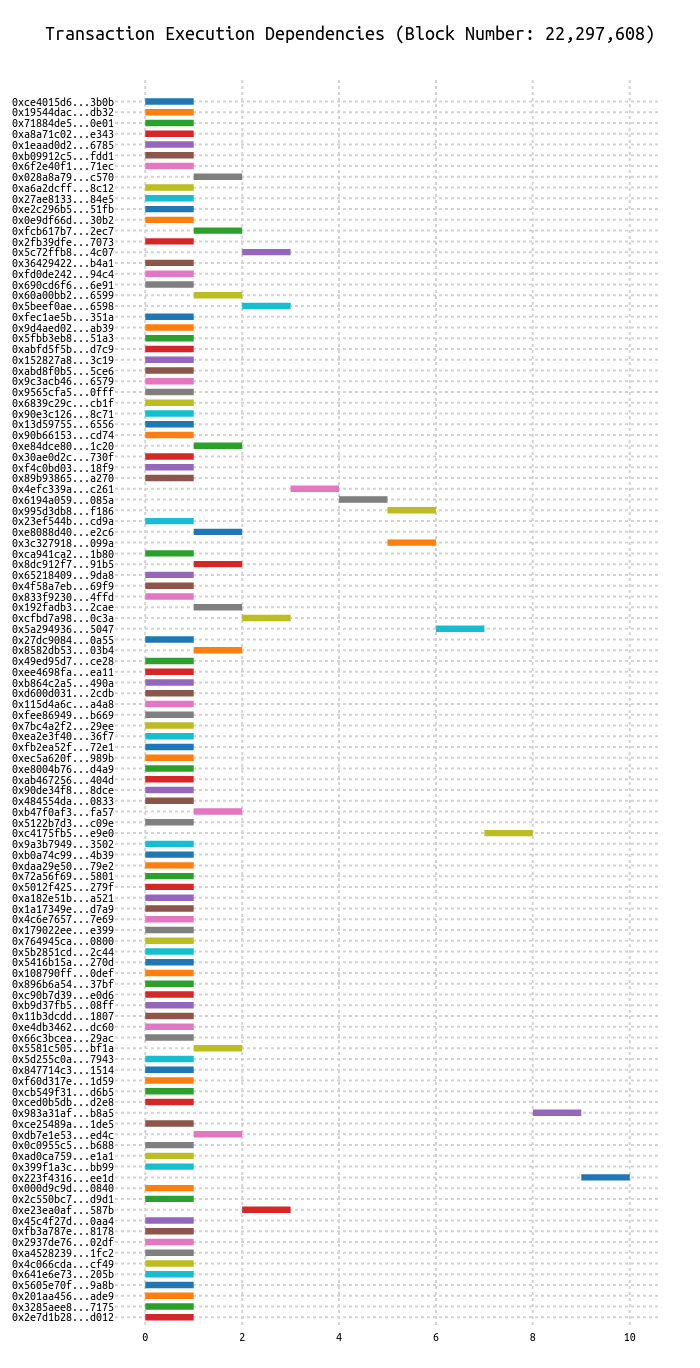 Transaction Execution Dependencies (Block Number: 22,297,608)
0xce4015d6...3b0b
0x19544dac...db32
0x71884de5...0e01
0xa8a71c02...e343
0x1eaad0d2...6785
0xb09912c5...fdd1
0x6f2e40f1...71ec
0x028a8a79...c570
0xa6a2dcff...8c12
0x27ae8133...84e5
0xe2c296b5...51fb
0x0e9df66d...30b2
0xfcb617b7...2ec7
0x2fb39dfe...7073
0x5c72ffb8...4c07
0x36429422...b4a1
0xfd0de242...94c4
0x690cd6f6...6e91
0x60a00bb2...6599
0x5beef0ae...6598
0xfec1ae5b...351a
0x9d4aed02...ab39
0x5fbb3eb8...51a3
0xabfd5f5b...d7c9
0x152827a8...3c19
0xabd8f0b5...5ce6
0x9c3acb46...6579
0x9565cfa5...0fff
0x6839c29c...cb1f
0x90e3c126...8c71
0x13d59755...6556
0x90b66153...cd74
0xe84dce80...1c20
0x30ae0d2c...730f
0xf4c0bd03...18f9
0x89b93865...a270
0x4efc339a...c261
0x6194a059...085a
0x995d3db8...f186
0x23ef544b...cd9a
0xe8088d40...e2c6
0x3c327918...099a
0xca941ca2...1b80
0x8dc912f7...91b5
0x65218409...9da8
0x4f58a7eb...69f9
0x833f9230...4ffd
0x192fadb3...2cae
0xcfbd7a98...0c3a
0x5a294936...5047
0x27dc9084...0a55
0x8582db53...03b4
0x49ed95d7...ce28
0xee4698fa...ea11
0xb864c2a5...490a
0xd600d031...2cdb
0x115d4a6c...a4a8
0xfee86949...b669
0x7bc4a2f2...29ee
0xea2e3f40...36f7
0xfb2ea52f...72e1
0xec5a620f...989b
0xe8004b76...d4a9
0xab467256...404d
0x90de34f8...8dce
0x484554da...0833
0xb47f0af3...fa57
0x5122b7d3...c09e
0xc4175fb5...e9e0
0x9a3b7949...3502
0xb0a74c99...4b39
0xdaa29e50...79e2
0x72a56f69...5801
0x5012f425...279f
0xa182e51b...a521
0x1a17349e...d7a9
0x4c6e7657...7e69
0x179022ee...e399
0x764945ca...0800
0x5b2851cd...2c44
0x5416b15a...270d
0x108790ff...0def
0x896b6a54...37bf
0xc90b7d39...e0d6
0xb9d37fb5...08ff
0x11b3dcdd...1807
0xe4db3462...dc60
0x66c3bcea...29ac
0x5581c505...bf1a
0x5d255c0a...7943
0x847714c3...1514
0xf60d317e...1d59
0xcb549f31...d6b5
0xced0b5db...d2e8
0x983a31af...b8a5
0xce25489a...1de5
0xdb7e1e53...ed4c
0x0c0955c5...b688
0xad0ca759...e1a1
0x399f1a3c...bb99
0x223f4316...ee1d
0x000d9c9d...0840
0x2c550bc7...d9d1
0xe23ea0af...587b
0x45c4f27d...0aa4
0xfb3a787e...8178
0x2937de76...02df
0xa4528239...1fc2
0x4c066cda...cf49
0x641e6e73...205b
0x5605e70f...9a8b
0x201aa456...ade9
0x3285aee8...7175
0x2e7d1b28...d012
0 2 4 6 8 10